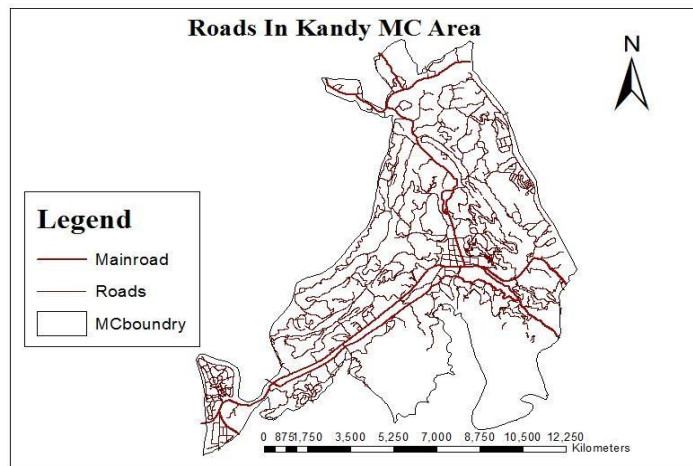 Roads In Kandy MC Area
N
Legend
Mainroad
Roads
MCboundry
0 875 1,750 3,500 5,250 7,000 8,750 10,500 12,250
Kilometers